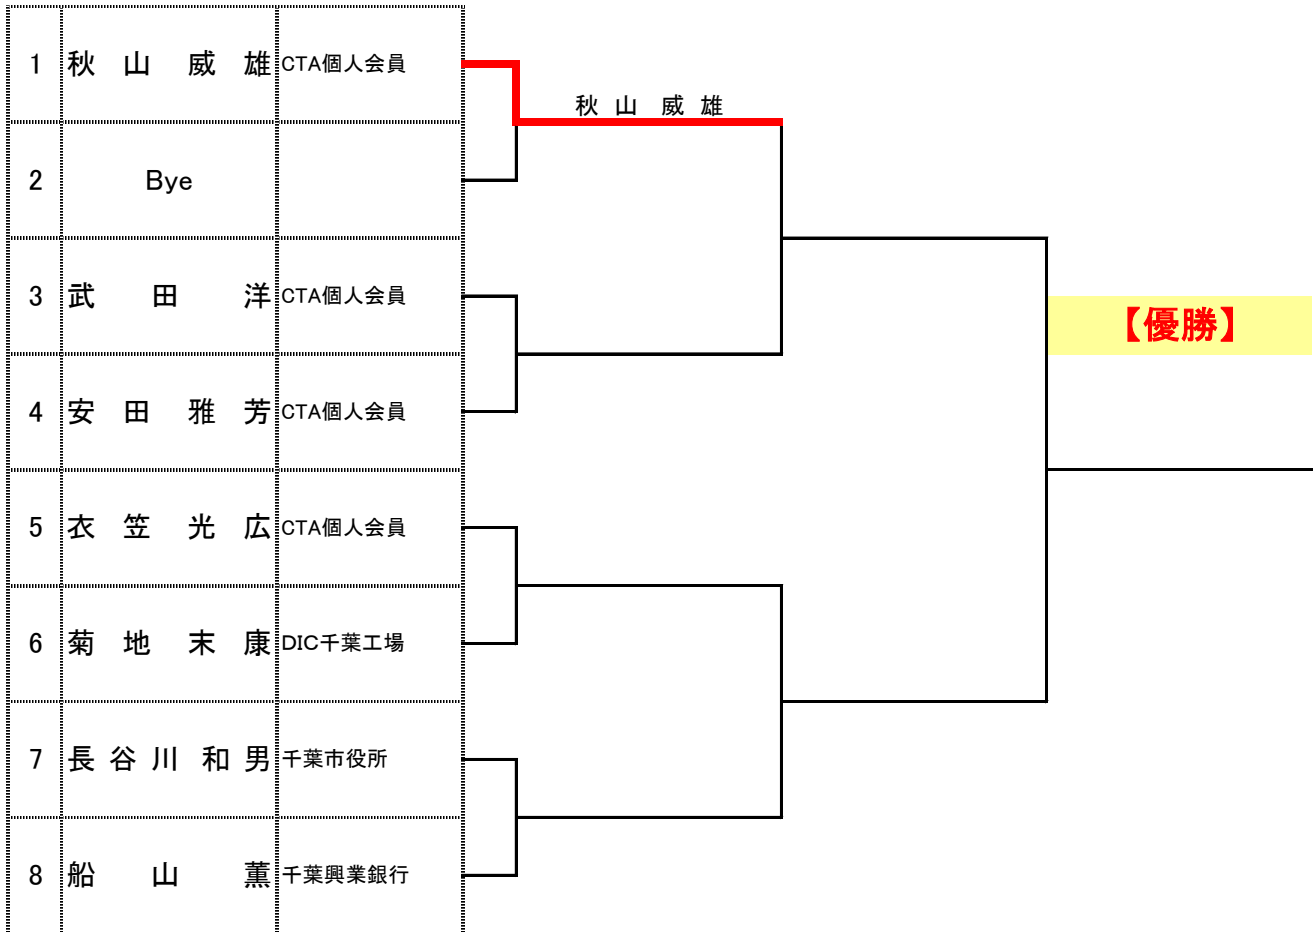 1 秋山威雄 CTA個人会員
秋山威雄
2 Bye
3 武田洋 CTA個人会員
【優勝】
4 安田雅芳 CTA個人会員
5 衣笠光広 CTA個人会員
6 菊地末康 DIC千葉工場
7 長谷川和男 千葉市役所
8 船山薫 千葉興業銀行